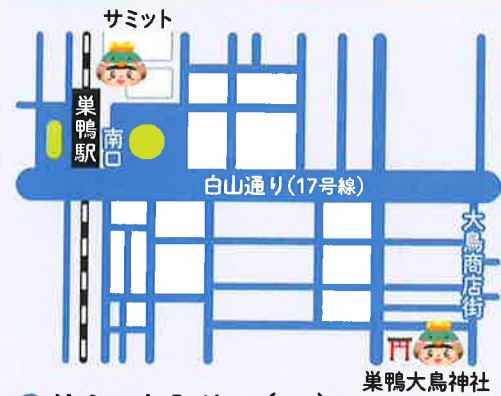 サミット
巣鴨駅
南口
白山通り(17号線)
大鳥商店街
巣鴨大鳥神社